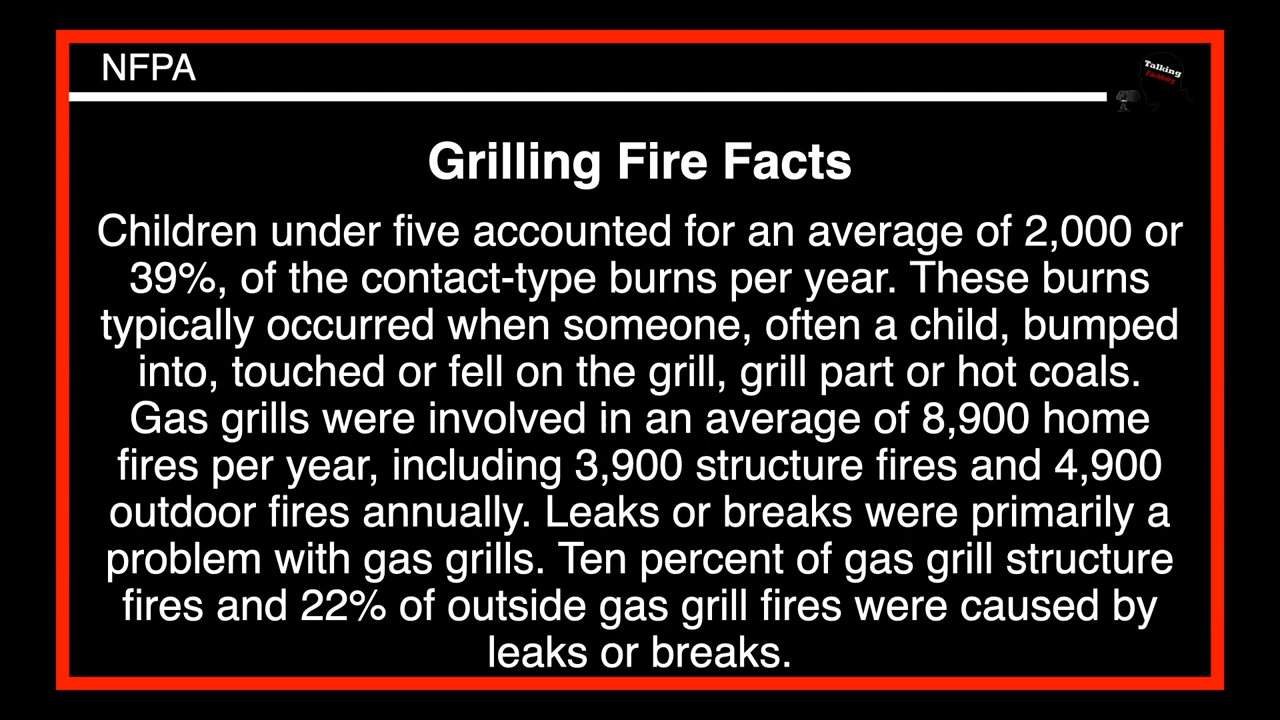 NFPA
Talking
Fitchburg
Grilling Fire Facts
Children under five accounted for an average of 2,000 or
39%, of the contact-type burns per year. These burns
typically occurred when someone, often a child, bumped
into, touched or fell on the grill, grill part or hot coals.
Gas grills were involved in an average of 8,900 home
fires per year, including 3,900 structure fires and 4,900
outdoor fires annually. Leaks or breaks were primarily a
problem with gas grills. Ten percent of gas grill structure
fires and 22% of outside gas grill fires were caused by
leaks or breaks.